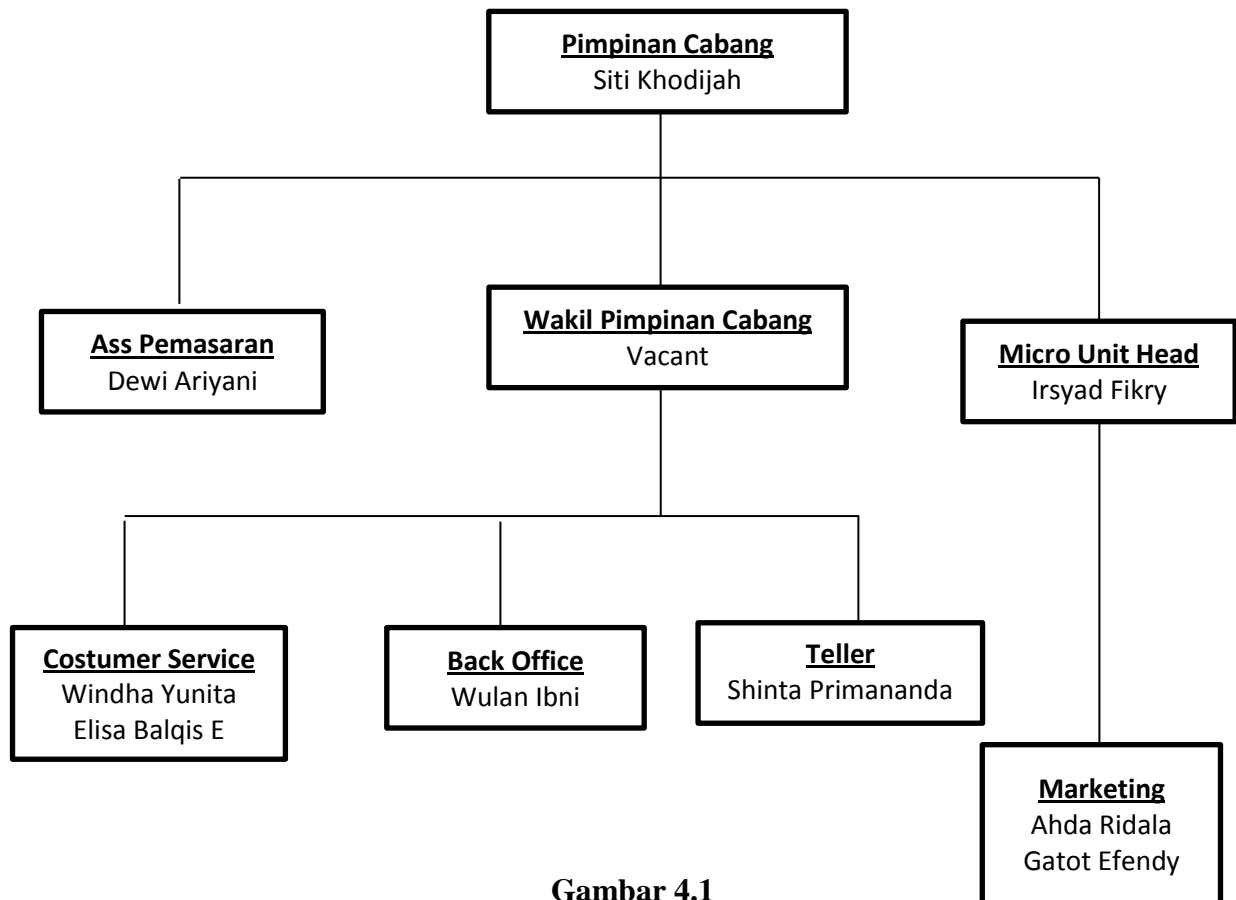 Pimpinan Cabang
Siti Khodijah
Ass Pemasaran
Dewi Ariyani
Wakil Pimpinan Cabang
Vacant
Micro Unit Head
Irsyad Fikry
Costumer Service
Windha Yunita
Elisa Balqis E
Back Office
Wulan Ibni
Teller
Shinta Primananda
Marketing
Ahda Ridala
Gatot Efendy
Gambar 4.1